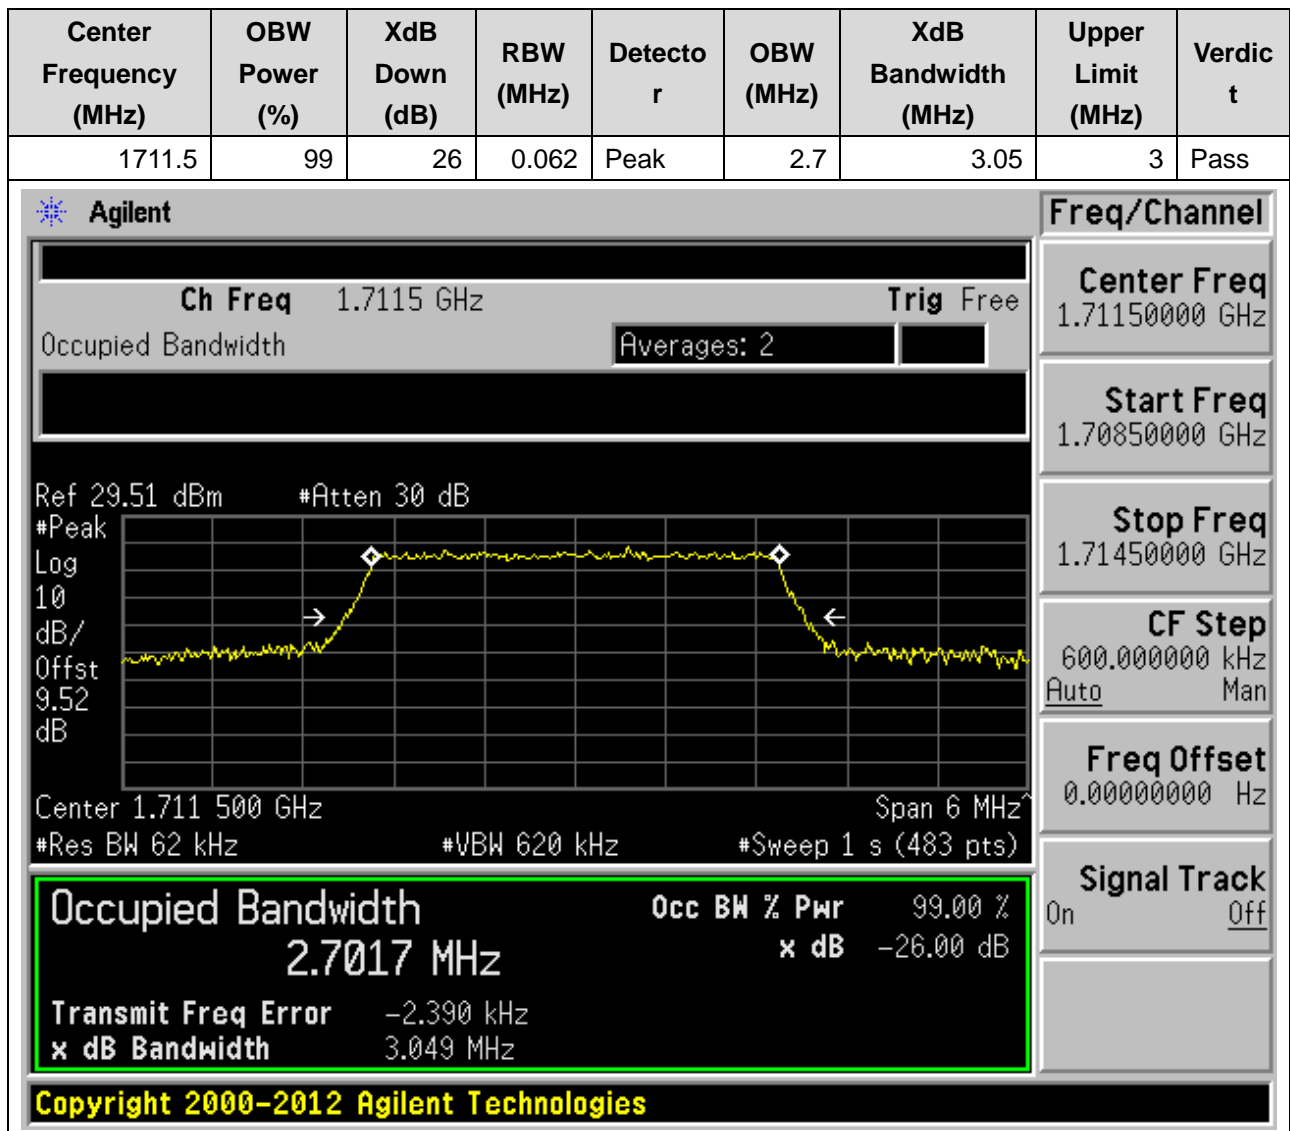 Center Frequency (MHz) OBW Power (%) XdB Down (dB) RBW (MHz) Detector OBW (MHz) XdB Bandwidth (MHz) Upper Limit (MHz) Verdict
1711.5 99 26 0.062 Peak 2.7 3.05 3 Pass
Agilent
Freq/Channel
Ch Freq 1.7115 GHz Trig Free
Occupied Bandwidth Averages: 2
Ref 29.51 dBm #Atten 30 dB
#Peak
Log
10
dB/
Offst
9.52
dB
Center 1.711 500 GHz Span 6 MHz^
#Res BW 62 kHz #VBW 620 kHz #Sweep 1 s (483 pts)
Occupied Bandwidth Occ BW % Pwr 99.00 %
2.7017 MHz x dB -26.00 dB
Transmit Freq Error -2.390 kHz
x dB Bandwidth 3.049 MHz
Center Freq
1.71150000 GHz
Start Freq
1.70850000 GHz
Stop Freq
1.71450000 GHz
CF Step
600.000000 kHz
Auto Man
Freq Offset
0.00000000 Hz
Signal Track
On Off
Copyright 2000-2012 Agilent Technologies